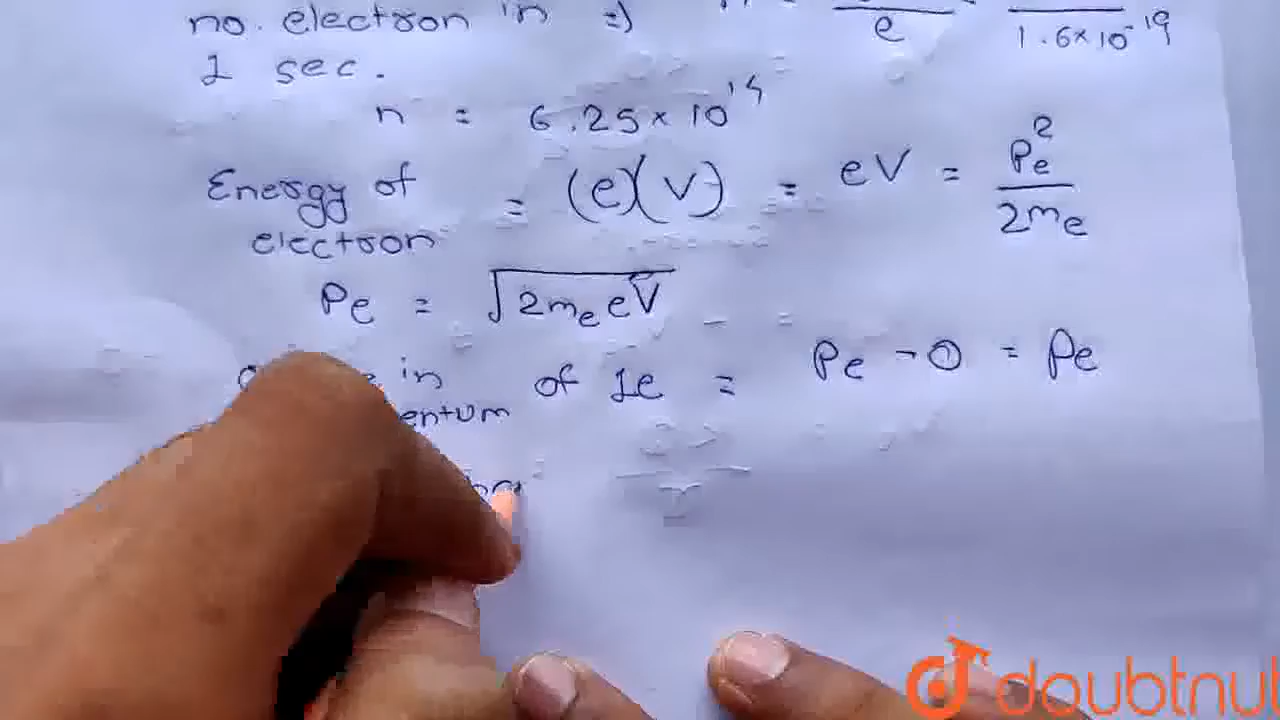 no. electron in ⇒
e 1.6×10⁻¹⁹
1 sec.
n = 6.25×10¹⁴
Energy of = (e)(V) = eV = Pe²/2me
electron
Pe = √2meeV
in of 1e = Pe - 0 = Pe
entum
doubtnut